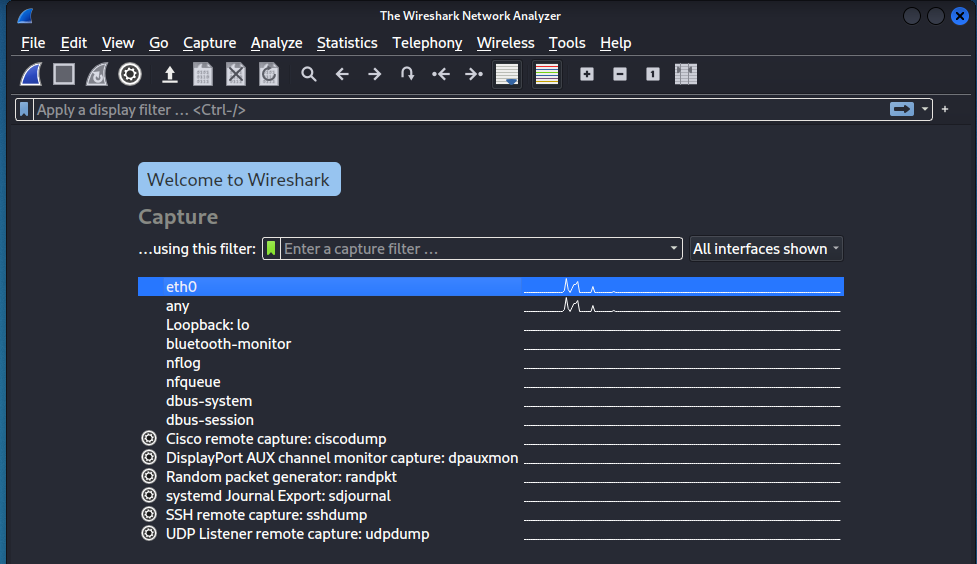 The Wireshark Network Analyzer
File Edit View Go Capture Analyze Statistics Telephony Wireless Tools Help
1
Apply a display filter ... <Ctrl-/>
+
Welcome to Wireshark
Capture
...using this filter: Enter a capture filter ... All interfaces shown
eth0
any
Loopback: lo
bluetooth-monitor
nflog
nfqueue
dbus-system
dbus-session
Cisco remote capture: ciscodump
DisplayPort AUX channel monitor capture: dpauxmon
Random packet generator: randpkt
systemd Journal Export: sdjournal
SSH remote capture: sshdump
UDP Listener remote capture: udpdump